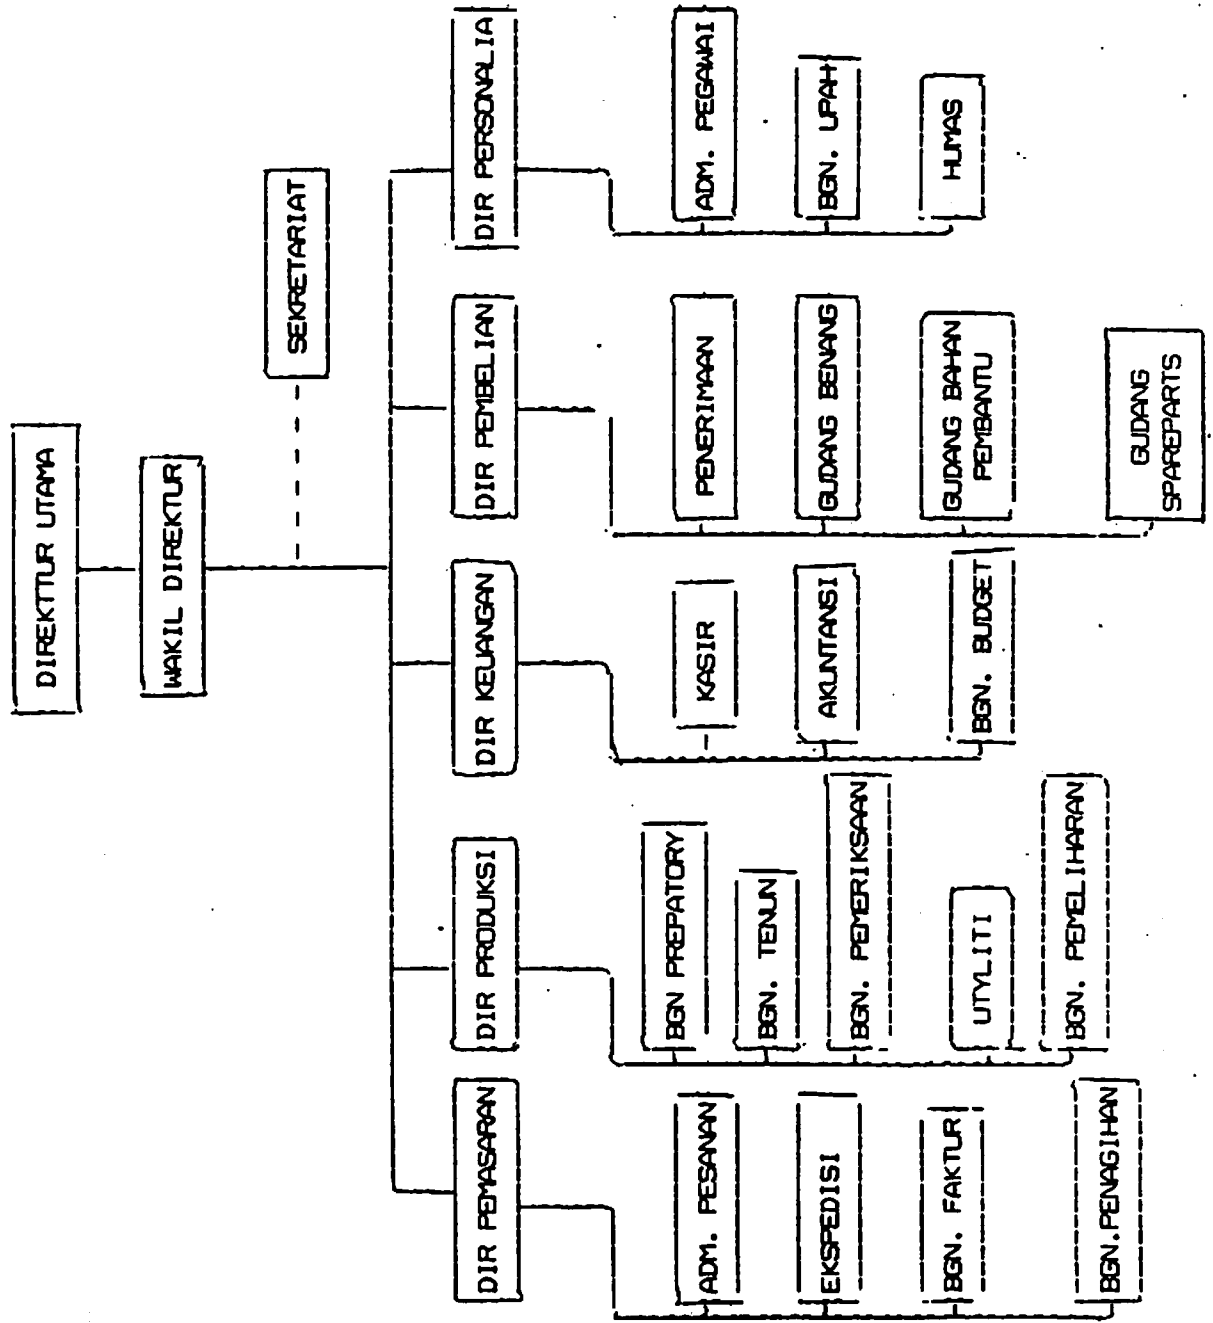 DIREKTTUR UTAMA
WAKIL DIREKTUR
SEKRETARIAT
DIR PEMASARAN
DIR PRODUKSI
DIR KEUANGAN
DIR PEMBELIAN
DIR PERSONALIA
ADM. PESANAN
EKSPEDISI
BGN. FAKTUR
BGN.PENAGIHAN
BGN PREPATORY
BGN. TENUN
BGN. PEMERIKSAAN
UTYLITI
BGN. PEMELIHARAN
KASIR
AKUNTANSI
BGN. BUDGET
PENERIMAAN
GUDANG BENANG
GUDANG BAHAN
PEMBANTU
GUDANG
SPAREPARTS
ADM. PEGAWAI
BGN. UPAH
HUMAS